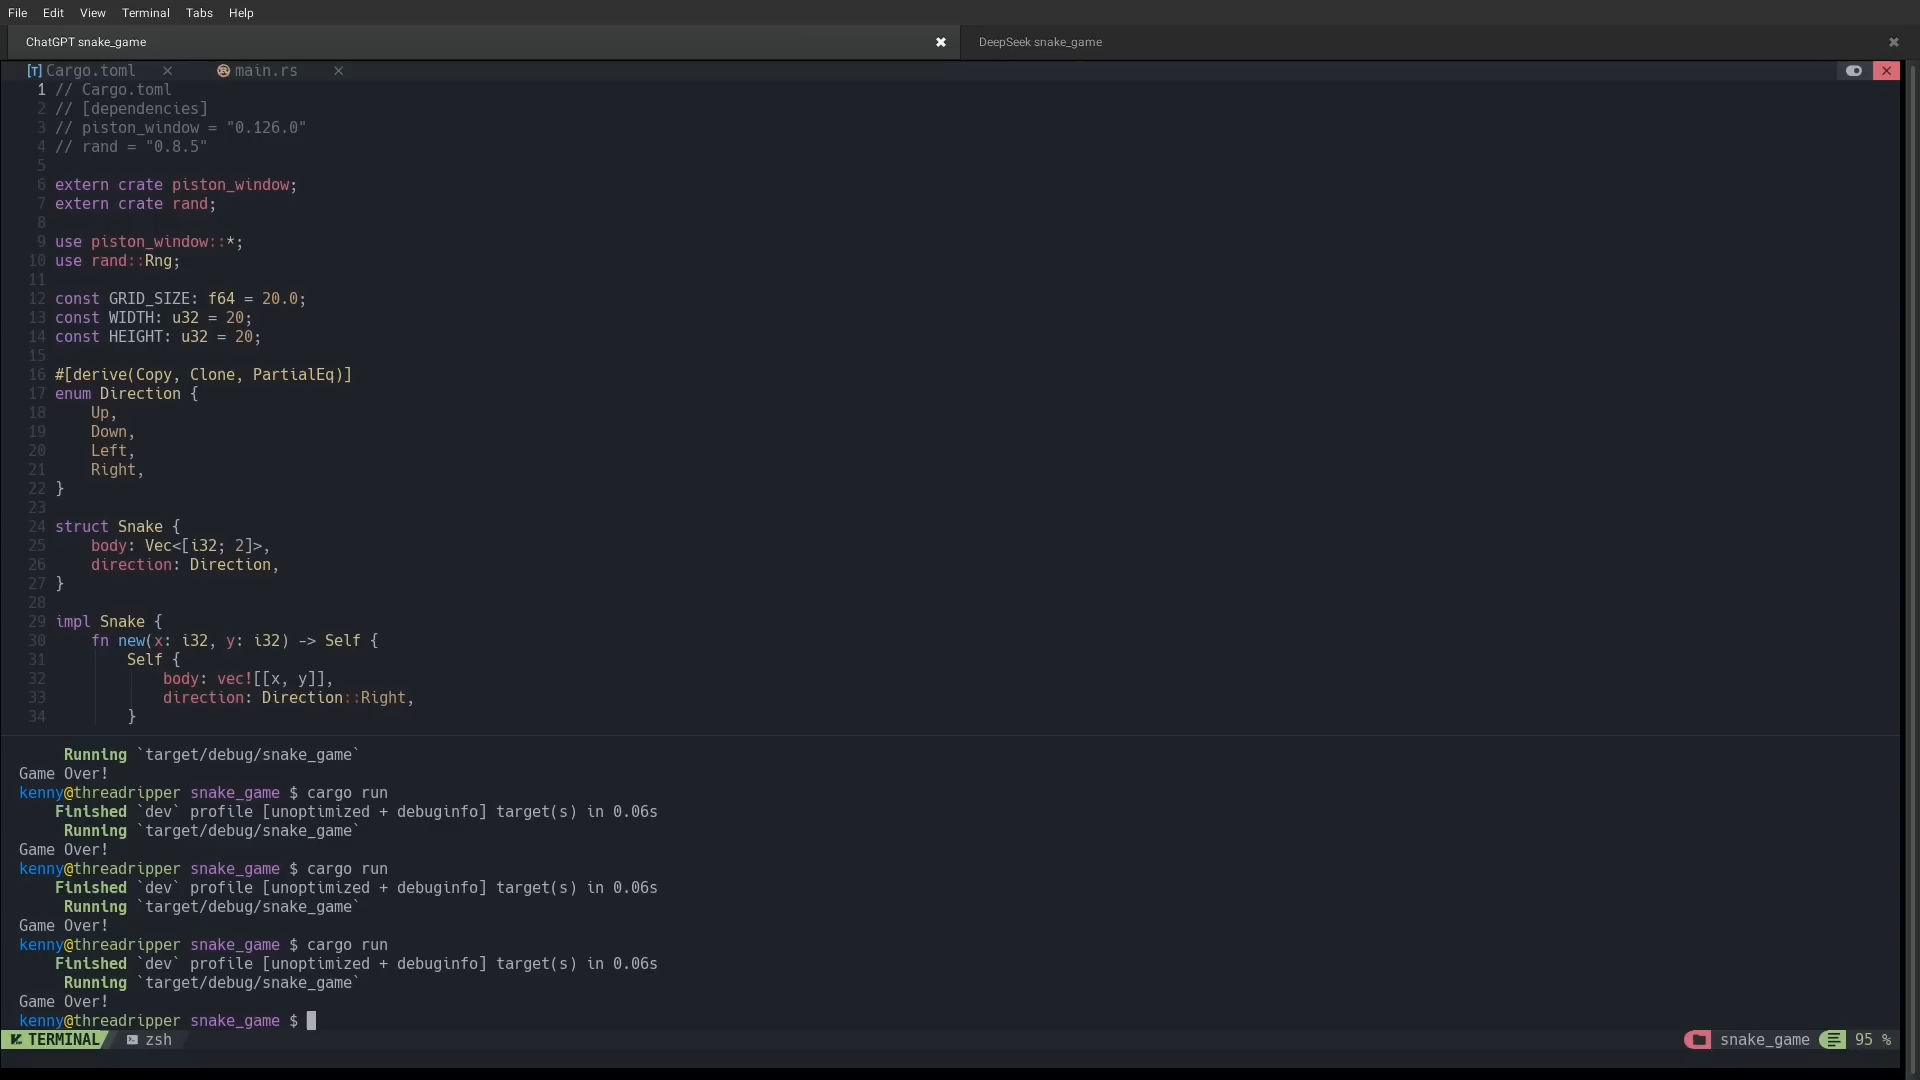 File Edit View Terminal Tabs Help
ChatGPT snake_game DeepSeek snake_game
[T] Cargo.toml main.rs
1 // Cargo.toml
2 // [dependencies]
3 // piston_window = "0.126.0"
4 // rand = "0.8.5"
5
6 extern crate piston_window;
7 extern crate rand;
8
9 use piston_window::*;
10 use rand::Rng;
11
12 const GRID_SIZE: f64 = 20.0;
13 const WIDTH: u32 = 20;
14 const HEIGHT: u32 = 20;
15
16 #[derive(Copy, Clone, PartialEq)]
17 enum Direction {
18     Up,
19     Down,
20     Left,
21     Right,
22 }
23
24 struct Snake {
25     body: Vec<[i32; 2]>,
26     direction: Direction,
27 }
28
29 impl Snake {
30     fn new(x: i32, y: i32) -> Self {
31         Self {
32             body: vec![[x, y]],
33             direction: Direction::Right,
34         }
Running `target/debug/snake_game`
Game Over!
kenny@threadripper snake_game $ cargo run
Finished `dev` profile [unoptimized + debuginfo] target(s) in 0.06s
Running `target/debug/snake_game`
Game Over!
kenny@threadripper snake_game $ cargo run
Finished `dev` profile [unoptimized + debuginfo] target(s) in 0.06s
Running `target/debug/snake_game`
Game Over!
kenny@threadripper snake_game $ cargo run
Finished `dev` profile [unoptimized + debuginfo] target(s) in 0.06s
Running `target/debug/snake_game`
Game Over!
kenny@threadripper snake_game $
TERMINAL zsh snake_game 95 %